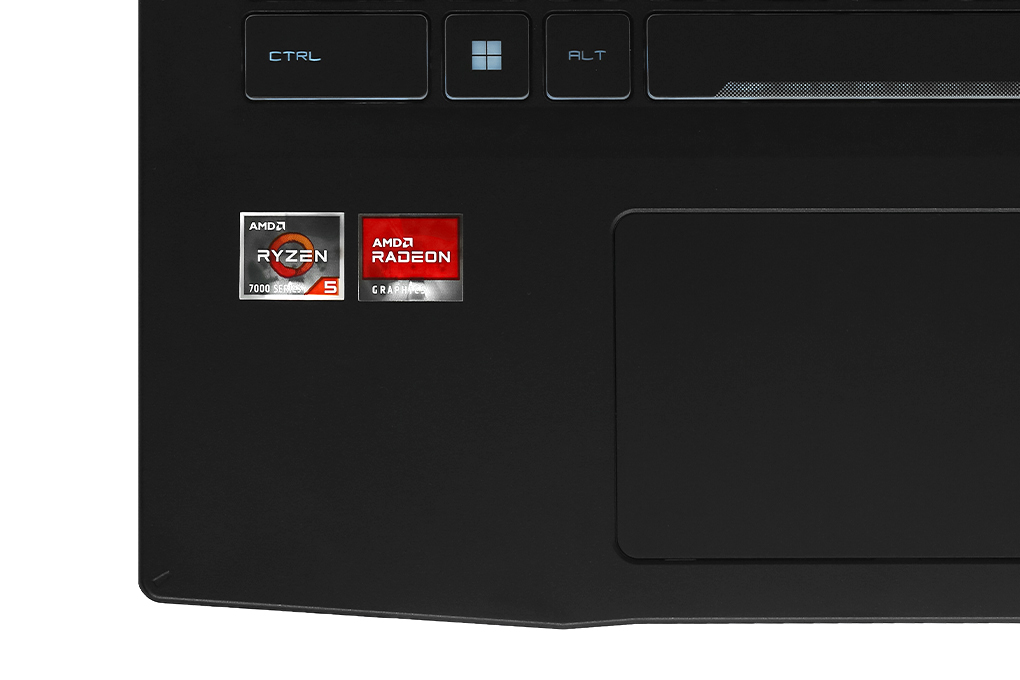 CTRL
ALT
AMD
RYZEN
7000 SERIES
5
AMD
RADEON
GRAPHICS